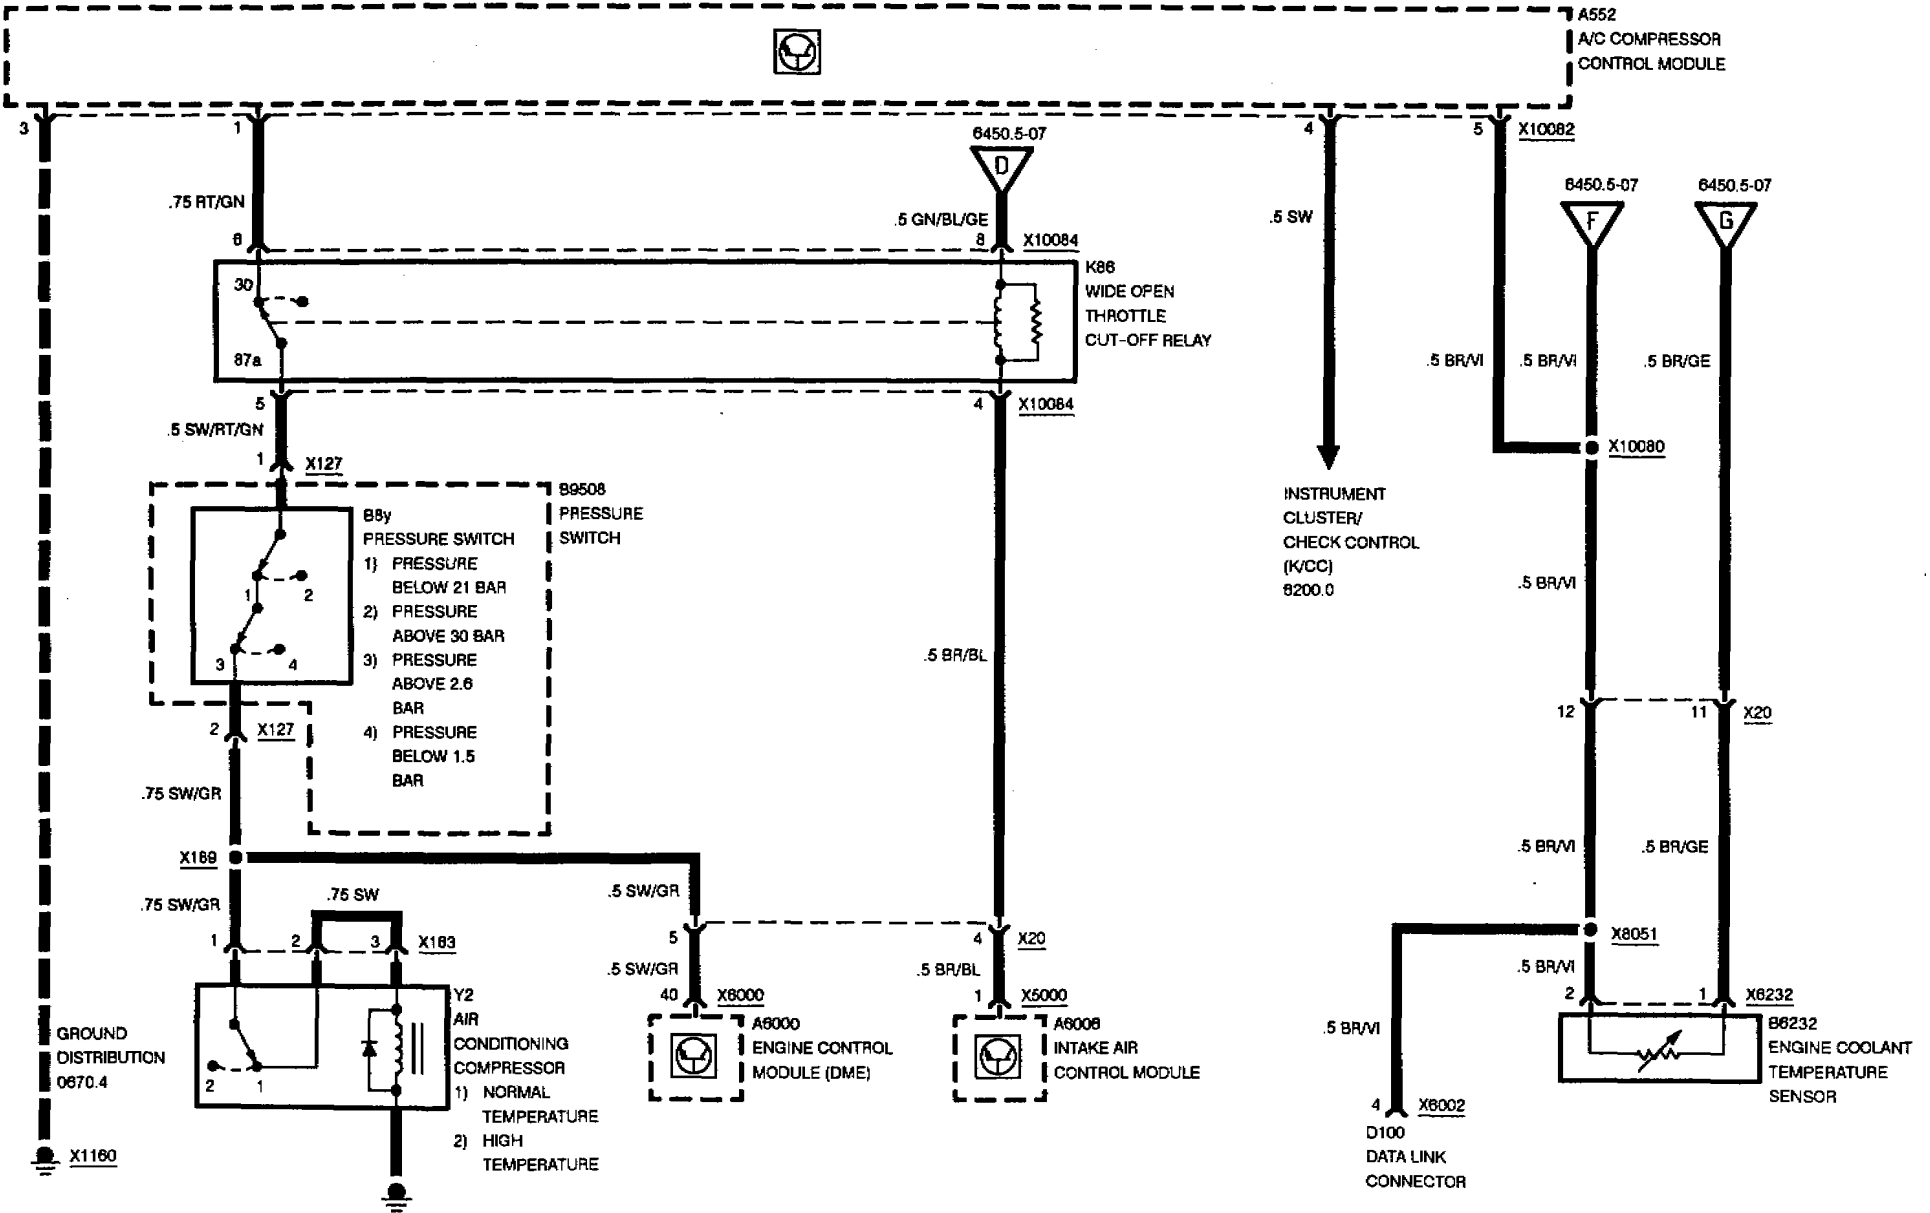 A552
A/C COMPRESSOR
CONTROL MODULE
3
1
4
5
X10082
6450.5-07
D
.75 RT/GN
.5 GN/BL/GE
.5 SW
6450.5-07
F
6450.5-07
G
6
8
X10084
30
87a
K86
WIDE OPEN
THROTTLE
CUT-OFF RELAY
.5 BR/VI
.5 BR/VI
.5 BR/GE
5
4
X10084
.5 SW/RT/GN
1
X127
X10080
INSTRUMENT
CLUSTER/
CHECK CONTROL
(K/CC)
6200.0
B9508
PRESSURE
SWITCH
B8y
PRESSURE SWITCH
1) PRESSURE
BELOW 21 BAR
2) PRESSURE
ABOVE 30 BAR
3) PRESSURE
ABOVE 2.6
BAR
4) PRESSURE
BELOW 1.5
BAR
1
2
3
4
.5 BR/VI
.5 BR/BL
2
X127
12
11
X20
.75 SW/GR
.5 BR/VI
.5 BR/GE
X169
.75 SW/GR
.75 SW
.5 SW/GR
1
2
3
X183
5
4
X20
X8051
.5 SW/GR
.5 BR/BL
.5 BR/VI
40
X6000
1
X5000
2
1
X6232
Y2
AIR
CONDITIONING
COMPRESSOR
1) NORMAL
TEMPERATURE
2) HIGH
TEMPERATURE
2
1
A6000
ENGINE CONTROL
MODULE (DME)
A6008
INTAKE AIR
CONTROL MODULE
.5 BR/VI
B6232
ENGINE COOLANT
TEMPERATURE
SENSOR
GROUND
DISTRIBUTION
0670.4
4
X6002
D100
DATA LINK
CONNECTOR
X1160